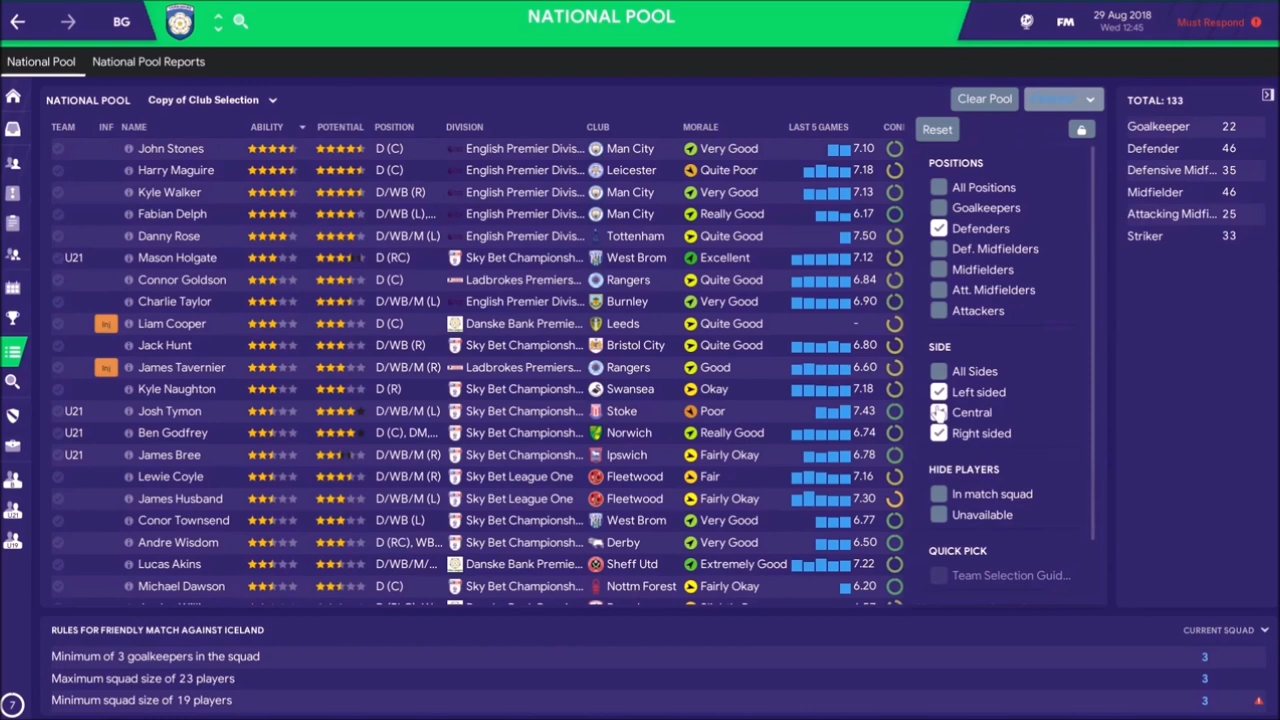 BG
NATIONAL POOL
FM
29 Aug 2018
Wed 12:45
Must Respond
National Pool National Pool Reports
NATIONAL POOL Copy of Club Selection Clear Pool
TEAM INF NAME ABILITY POTENTIAL POSITION DIVISION CLUB MORALE LAST 5 GAMES CONI
John Stones D (C) English Premier Divis... Man City Very Good 7.10
Harry Maguire D (C) English Premier Divis... Leicester Quite Poor 7.18
Kyle Walker D/WB (R) English Premier Divis... Man City Very Good 7.13
Fabian Delph D/WB (L),... English Premier Divis... Man City Really Good 6.17
Danny Rose D/WB/M (L) English Premier Divis... Tottenham Quite Good 7.50
U21 Mason Holgate D (RC) Sky Bet Championsh... West Brom Excellent 7.12
Connor Goldson D (C) Ladbrokes Premiers... Rangers Quite Good 6.84
Charlie Taylor D/WB/M (L) English Premier Divis... Burnley Very Good 6.90
Inj Liam Cooper D (C) Danske Bank Premie... Leeds Quite Good -
Jack Hunt D/WB (R) Sky Bet Championsh... Bristol City Quite Good 6.80
Inj James Tavernier D/WB/M (R) Ladbrokes Premiers... Rangers Good 6.60
Kyle Naughton D (R) Sky Bet Championsh... Swansea Okay 7.18
U21 Josh Tymon D/WB/M (L) Sky Bet Championsh... Stoke Poor 7.43
U21 Ben Godfrey D (C), DM,... Sky Bet Championsh... Norwich Really Good 6.74
U21 James Bree D/WB/M (R) Sky Bet Championsh... Ipswich Fairly Okay 6.78
Lewie Coyle D/WB/M (R) Sky Bet League One Fleetwood Fair 7.16
James Husband D/WB/M (L) Sky Bet League One Fleetwood Fairly Okay 7.30
Conor Townsend D/WB (L) Sky Bet Championsh... West Brom Very Good 6.77
Andre Wisdom D (RC), WB... Sky Bet Championsh... Derby Very Good 6.50
Lucas Akins D/WB/M/... Danske Bank Premie... Sheff Utd Extremely Good 7.22
Michael Dawson D (C) Sky Bet Championsh... Nottm Forest Fairly Okay 6.20
Reset
POSITIONS
All Positions
Goalkeepers
Defenders
Def. Midfielders
Midfielders
Att. Midfielders
Attackers
SIDE
All Sides
Left sided
Central
Right sided
HIDE PLAYERS
In match squad
Unavailable
QUICK PICK
Team Selection Guid...
TOTAL: 133
Goalkeeper 22
Defender 46
Defensive Midf... 35
Midfielder 46
Attacking Midfi... 25
Striker 33
RULES FOR FRIENDLY MATCH AGAINST ICELAND CURRENT SQUAD
Minimum of 3 goalkeepers in the squad 3
Maximum squad size of 23 players 3
Minimum squad size of 19 players 3
7